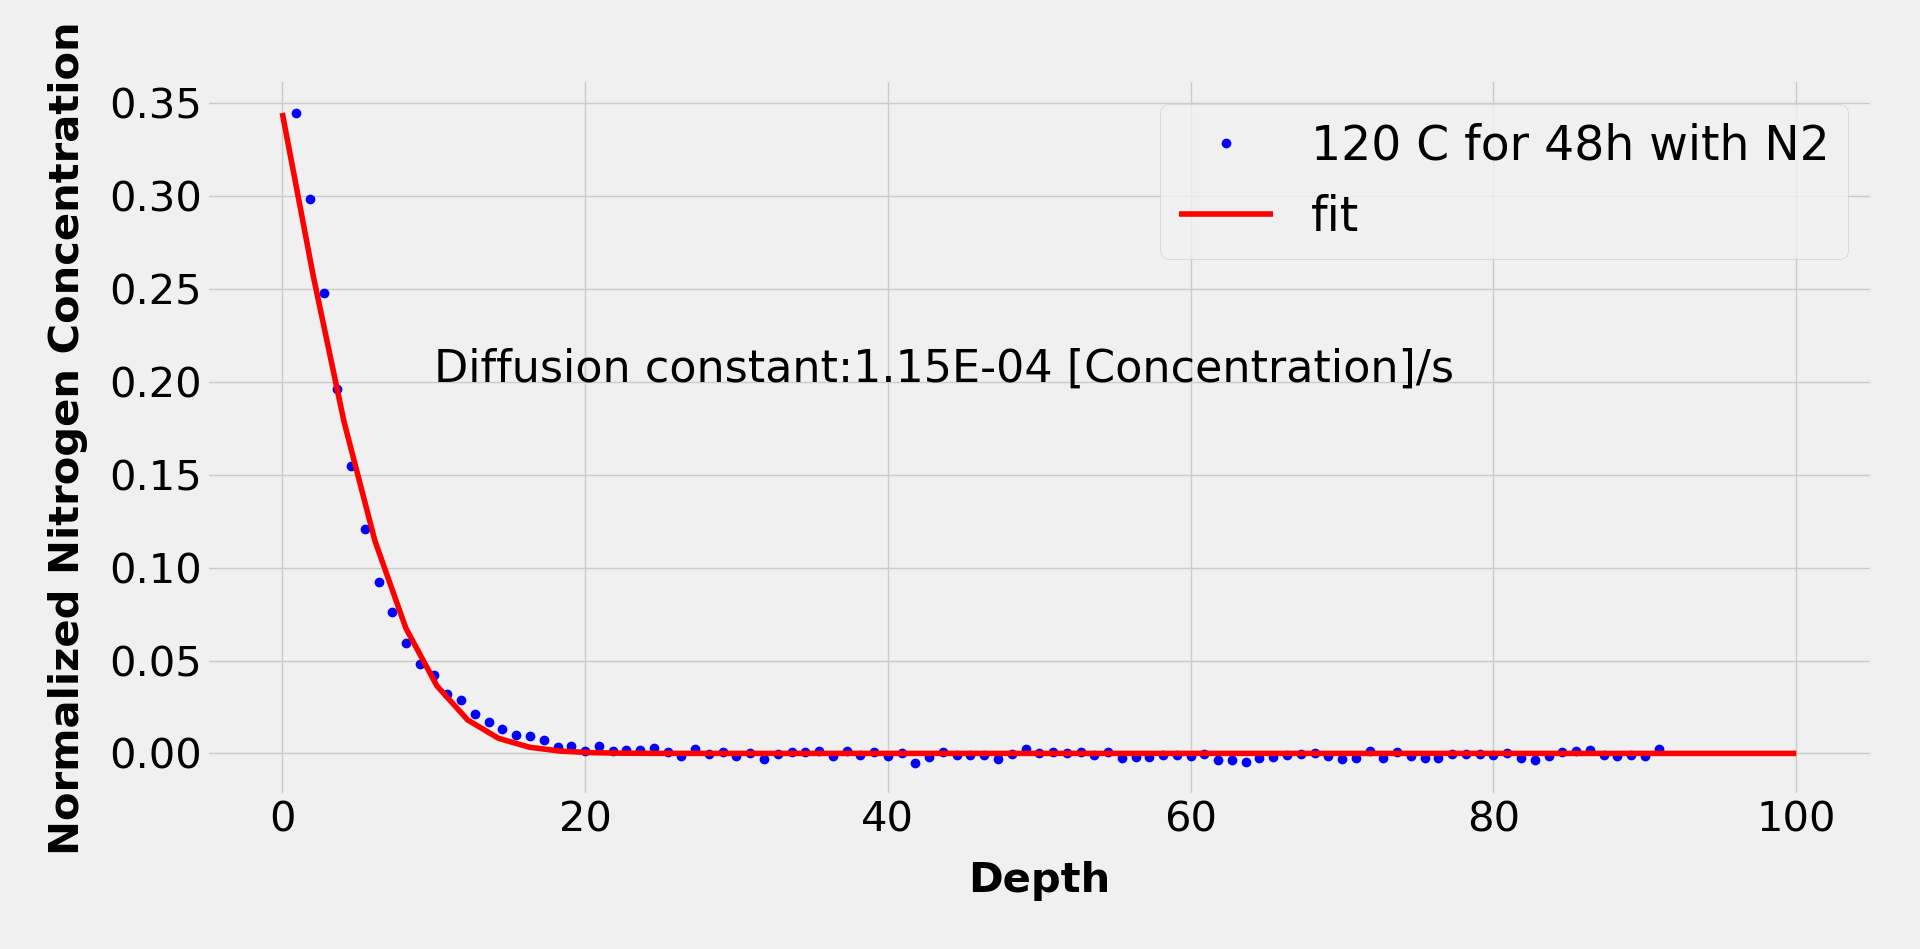 Normalized Nitrogen Concentration
0.35
0.30
0.25
0.20
0.15
0.10
0.05
0.00
120 C for 48h with N2
fit
Diffusion constant:1.15E-04 [Concentration]/s
0 20 40 60 80 100
Depth